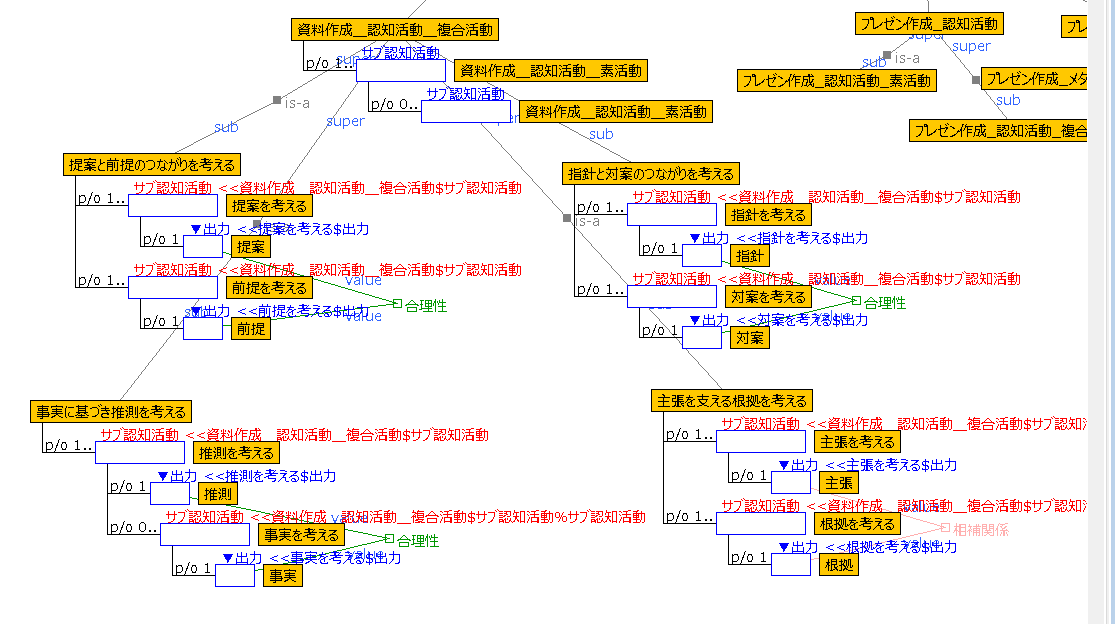 資料作成__認知活動__複合活動
プレゼン作成_認知活動
プレ
super
サブ認知活動
p/o 1..
資料作成__認知活動__素活動
super
sub
is-a
プレゼン作成_認知活動_素活動
プレゼン作成_メタ
サブ認知活動
p/o 0..
資料作成__認知活動__素活動
is-a
sub
super
sub
sub
プレゼン作成_認知活動_複合
提案と前提のつながりを考える
指針と対案のつながりを考える
サブ認知活動 <<資料作成__認知活動__複合活動$サブ認知活動
p/o 1..
提案を考える
サブ認知活動 <<資料作成__認知活動__複合活動$サブ認知活動
p/o 1..
指針を考える
is-a
▼出力 <<提案を考える$出力
p/o 1
提案
▼出力 <<指針を考える$出力
p/o 1
指針
サブ認知活動 <<資料作成__認知活動__複合活動$サブ認知活動
p/o 1..
前提を考える
value
合理性
サブ認知活動 <<資料作成__認知活動__複合活動$サブ認知活動
p/o 1..
対案を考える
合理性
▼出力 <<前提を考える$出力
p/o 1
前提
value
▼出力 <<対案を考える$出力
p/o 1
対案
事実に基づき推測を考える
主張を支える根拠を考える
サブ認知活動 <<資料作成__認知活動__複合活動$サブ認知活動
p/o 1..
推測を考える
サブ認知活動 <<資料作成__認知活動__複合活動$サブ認知活
p/o 1..
主張を考える
▼出力 <<推測を考える$出力
p/o 1
推測
▼出力 <<主張を考える$出力
p/o 1
主張
サブ認知活動 <<資料作成__認知活動__複合活動$サブ認知活動%サブ認知活動
p/o 0..
事実を考える
合理性
サブ認知活動 <<資料作成__認知活動__複合活動$サブ認知活
p/o 1..
根拠を考える
相補関係
▼出力 <<事実を考える$出力
p/o 1
事実
▼出力 <<根拠を考える$出力
p/o 1
根拠